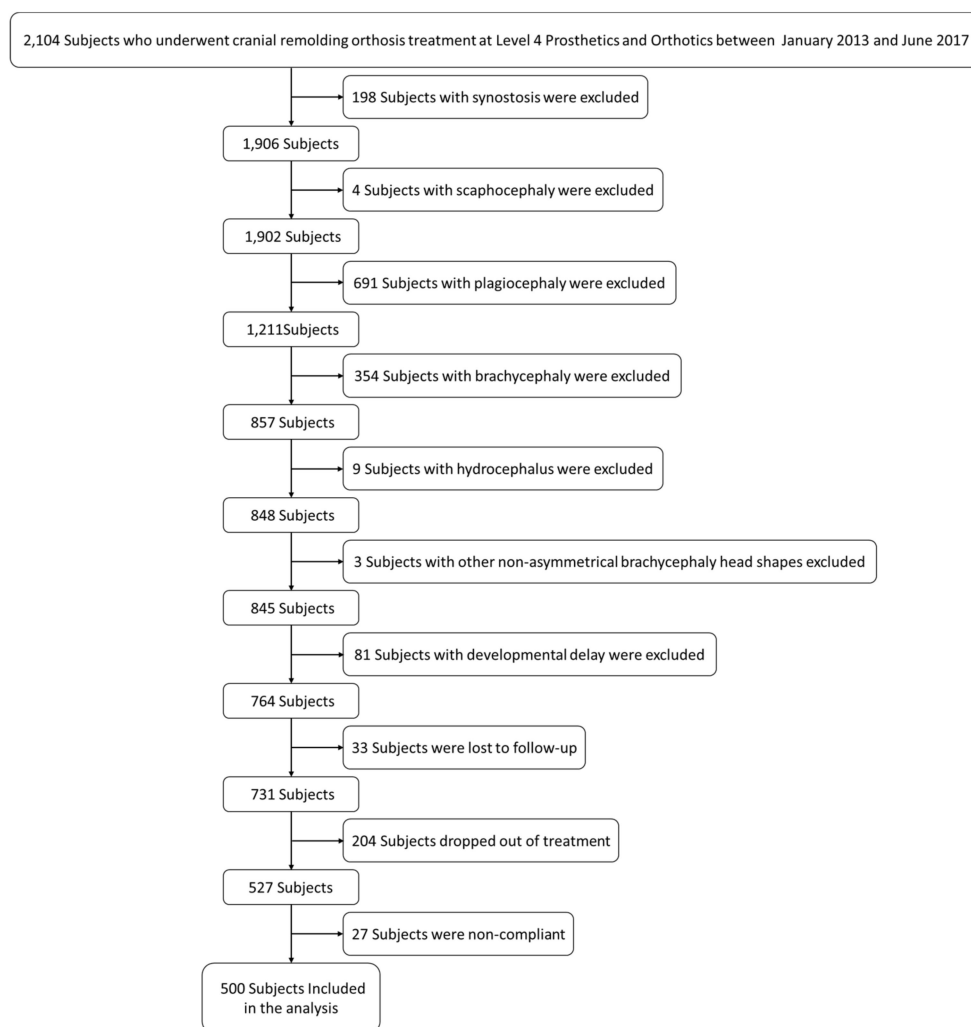 2,104 Subjects who underwent cranial remolding orthosis treatment at Level 4 Prosthetics and Orthotics between January 2013 and June 2017
198 Subjects with synostosis were excluded
1,906 Subjects
4 Subjects with scaphocephaly were excluded
1,902 Subjects
691 Subjects with plagiocephaly were excluded
1,211Subjects
354 Subjects with brachycephaly were excluded
857 Subjects
9 Subjects with hydrocephalus were excluded
848 Subjects
3 Subjects with other non-asymmetrical brachycephaly head shapes excluded
845 Subjects
81 Subjects with developmental delay were excluded
764 Subjects
33 Subjects were lost to follow-up
731 Subjects
204 Subjects dropped out of treatment
527 Subjects
27 Subjects were non-compliant
500 Subjects Included
in the analysis